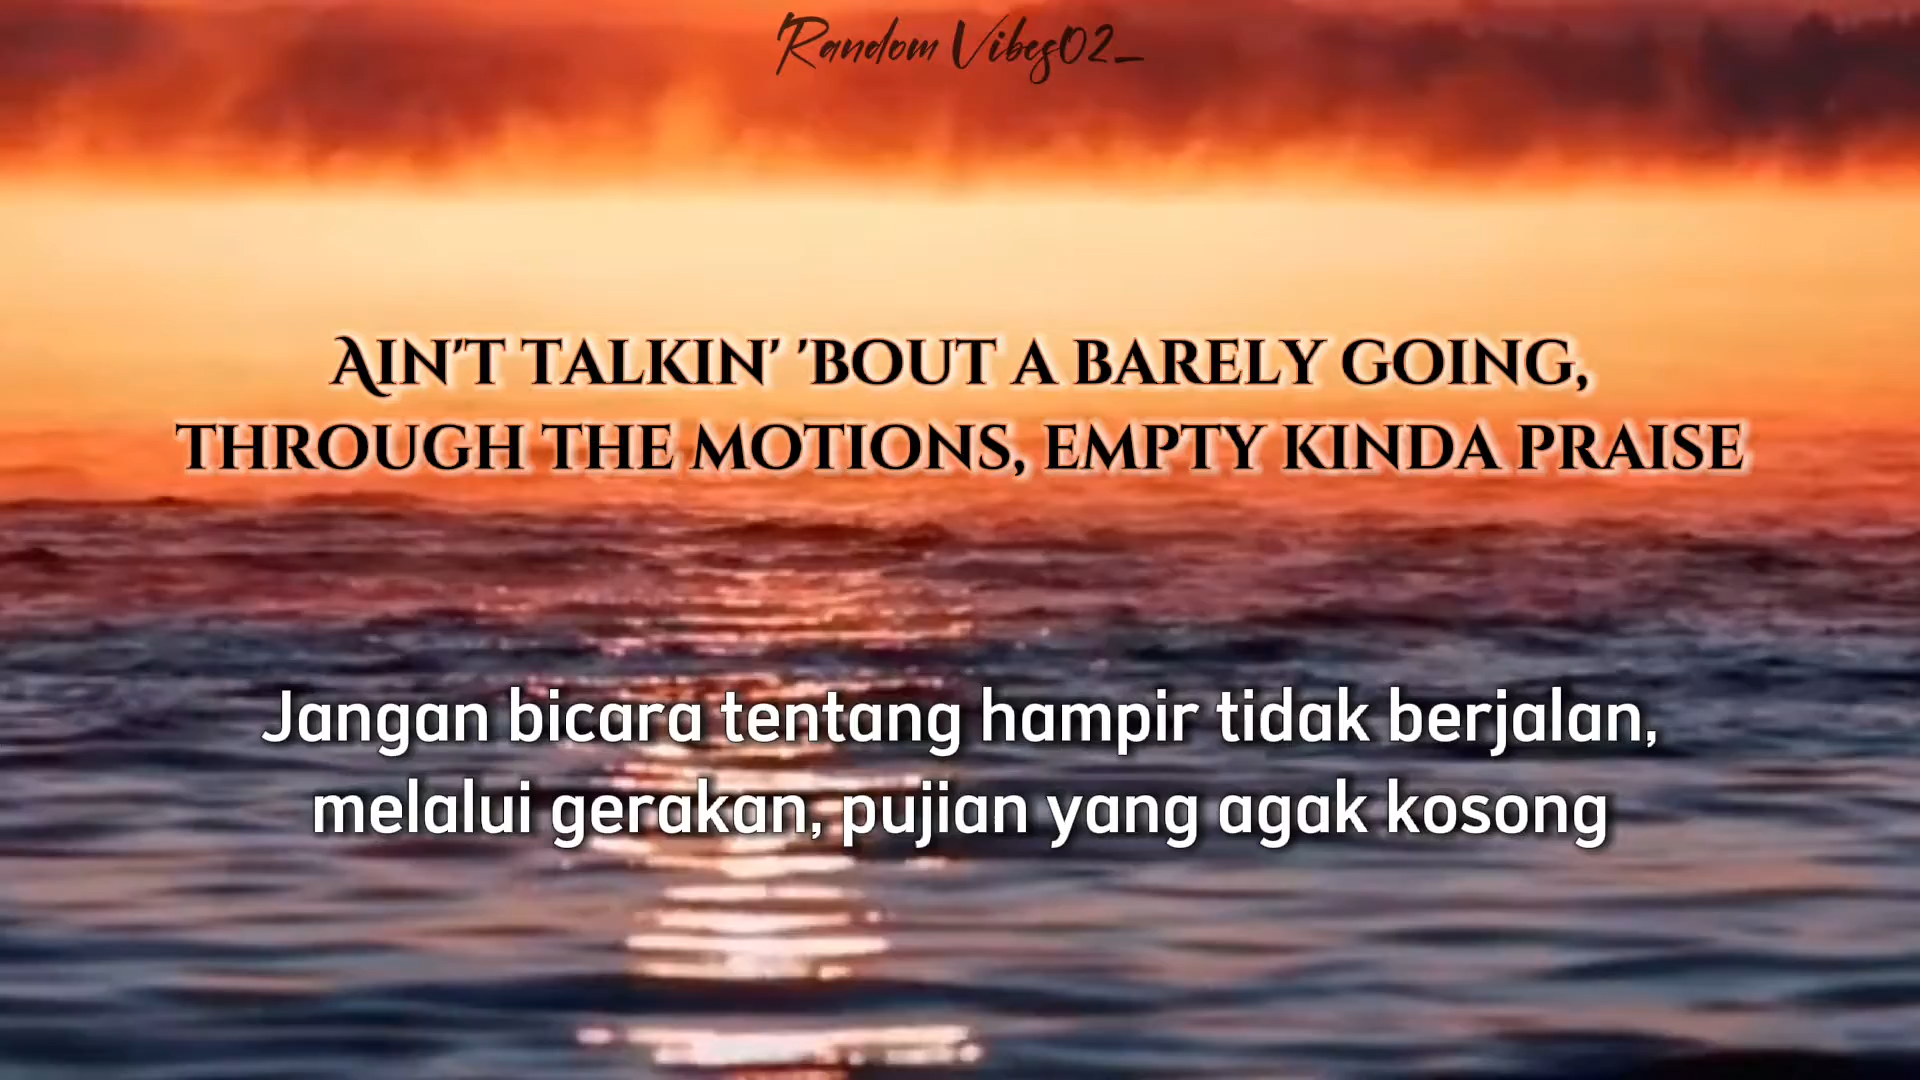 Random Vibes02_
AIN'T TALKIN' 'BOUT A BARELY GOING,
THROUGH THE MOTIONS, EMPTY KINDA PRAISE
Jangan bicara tentang hampir tidak berjalan,
melalui gerakan, pujian yang agak kosong